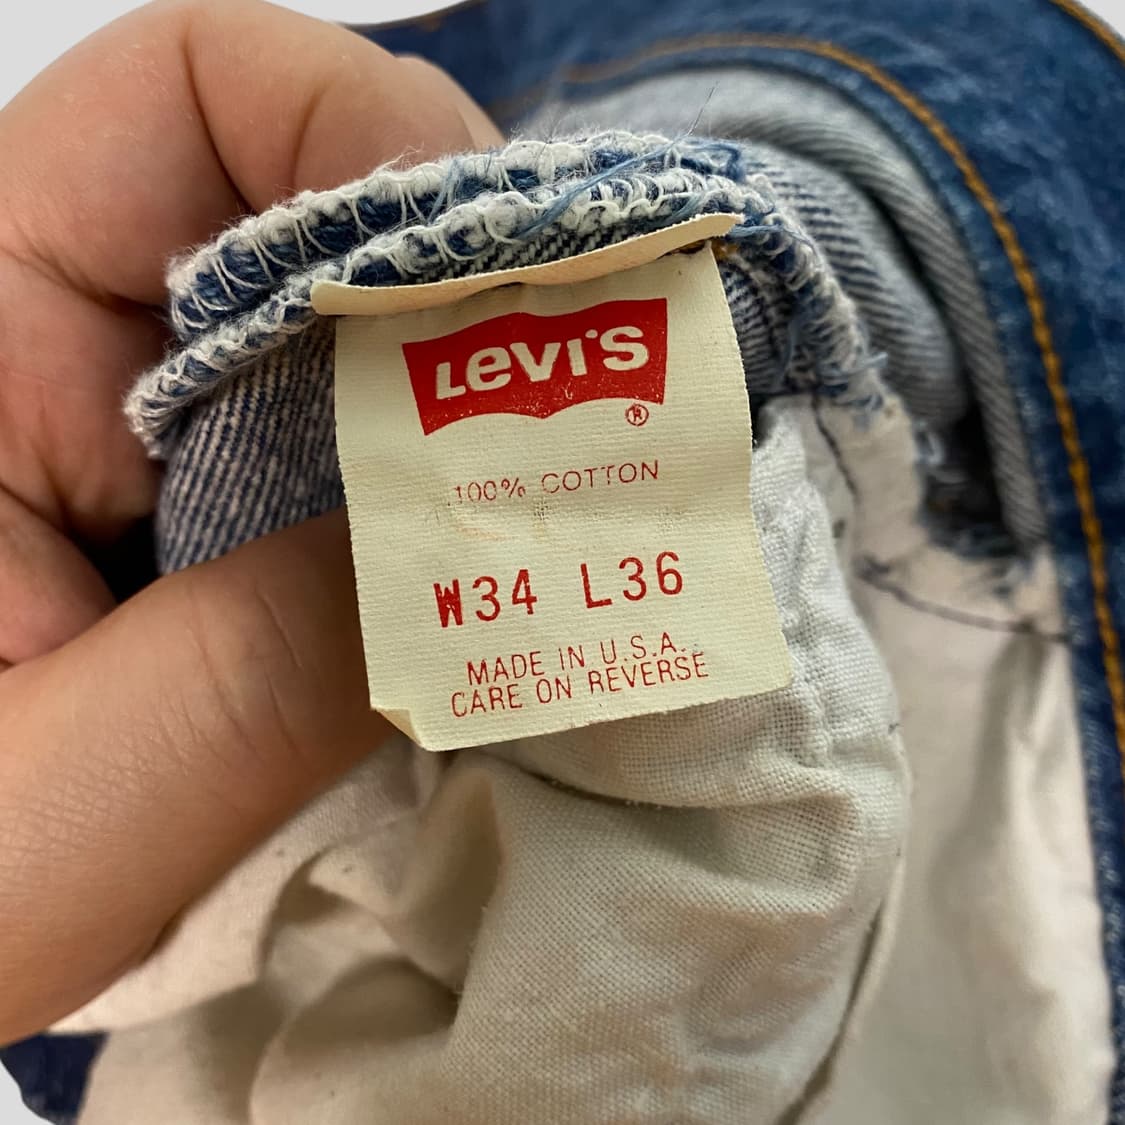 LEVI'S
®
100% COTTON
W34 L36
MADE IN U.S.A.
CARE ON REVERSE